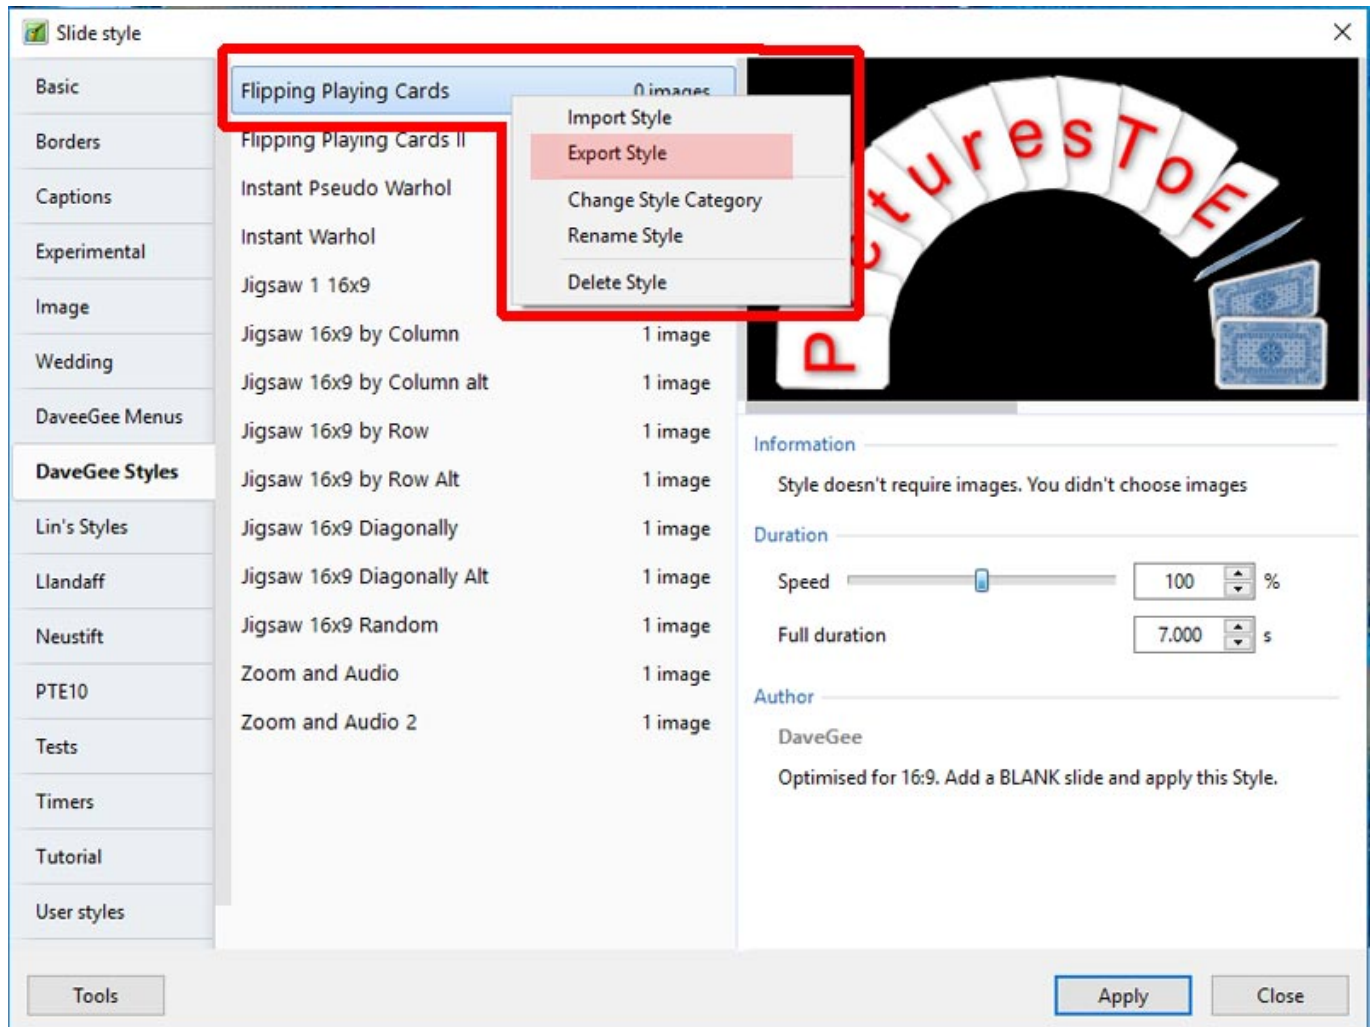 Slide style
Basic
Borders
Captions
Experimental
Image
Wedding
DaveeGee Menus
DaveGee Styles
Lin's Styles
Llandaff
Neustift
PTE10
Tests
Timers
Tutorial
User styles
Flipping Playing Cards 0 images
Flipping Playing Cards II
Instant Pseudo Warhol
Instant Warhol
Jigsaw 1 16x9
Jigsaw 16x9 by Column 1 image
Jigsaw 16x9 by Column alt 1 image
Jigsaw 16x9 by Row 1 image
Jigsaw 16x9 by Row Alt 1 image
Jigsaw 16x9 Diagonally 1 image
Jigsaw 16x9 Diagonally Alt 1 image
Jigsaw 16x9 Random 1 image
Zoom and Audio 1 image
Zoom and Audio 2 1 image
Import Style
Export Style
Change Style Category
Rename Style
Delete Style
PicturesToE
Information
Style doesn't require images. You didn't choose images
Duration
Speed 100 %
Full duration 7.000 s
Author
DaveGee
Optimised for 16:9. Add a BLANK slide and apply this Style.
Tools
Apply
Close